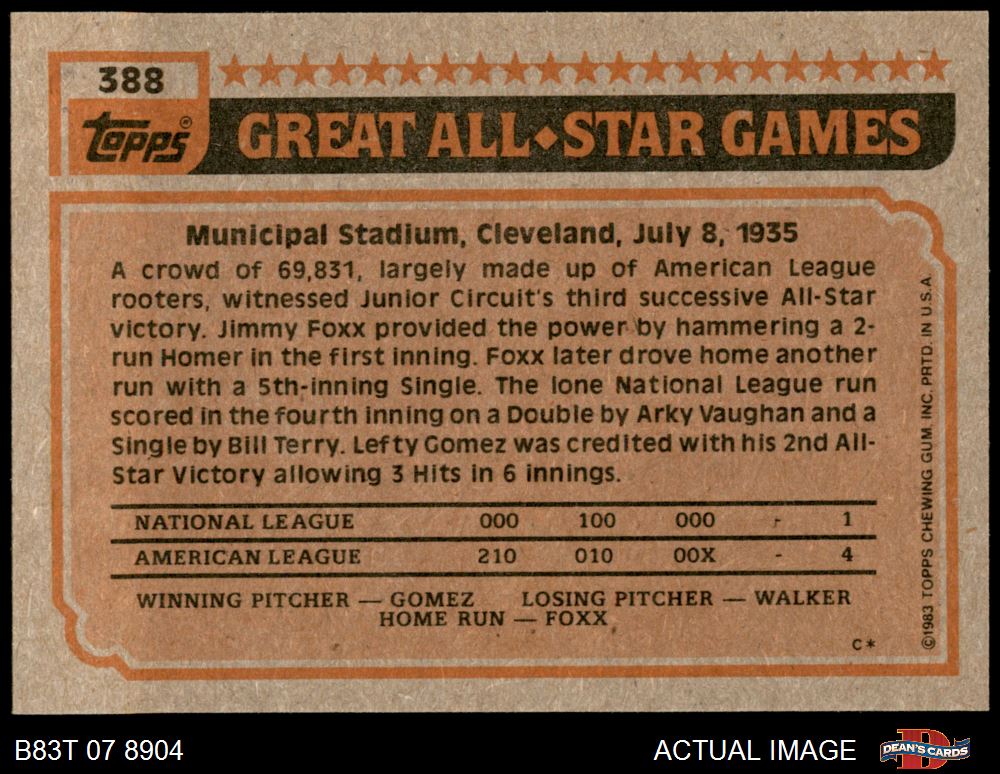 388
topps®
GREAT ALL◆STAR GAMES
Municipal Stadium, Cleveland, July 8, 1935
A crowd of 69,831, largely made up of American League
rooters, witnessed Junior Circuit's third successive All-Star
victory. Jimmy Foxx provided the power by hammering a 2-
run Homer in the first inning. Foxx later drove home another
run with a 5th-inning Single. The lone National League run
scored in the fourth inning on a Double by Arky Vaughan and a
Single by Bill Terry. Lefty Gomez was credited with his 2nd All-
Star Victory allowing 3 Hits in 6 innings.
NATIONAL LEAGUE 000 100 000 - 1
AMERICAN LEAGUE 210 010 00X - 4
WINNING PITCHER — GOMEZ LOSING PITCHER — WALKER
HOME RUN — FOXX
C*
©1983 TOPPS CHEWING GUM, INC. PRTD. IN U.S.A.
B83T 07 8904 ACTUAL IMAGE
D
DEAN'S CARDS